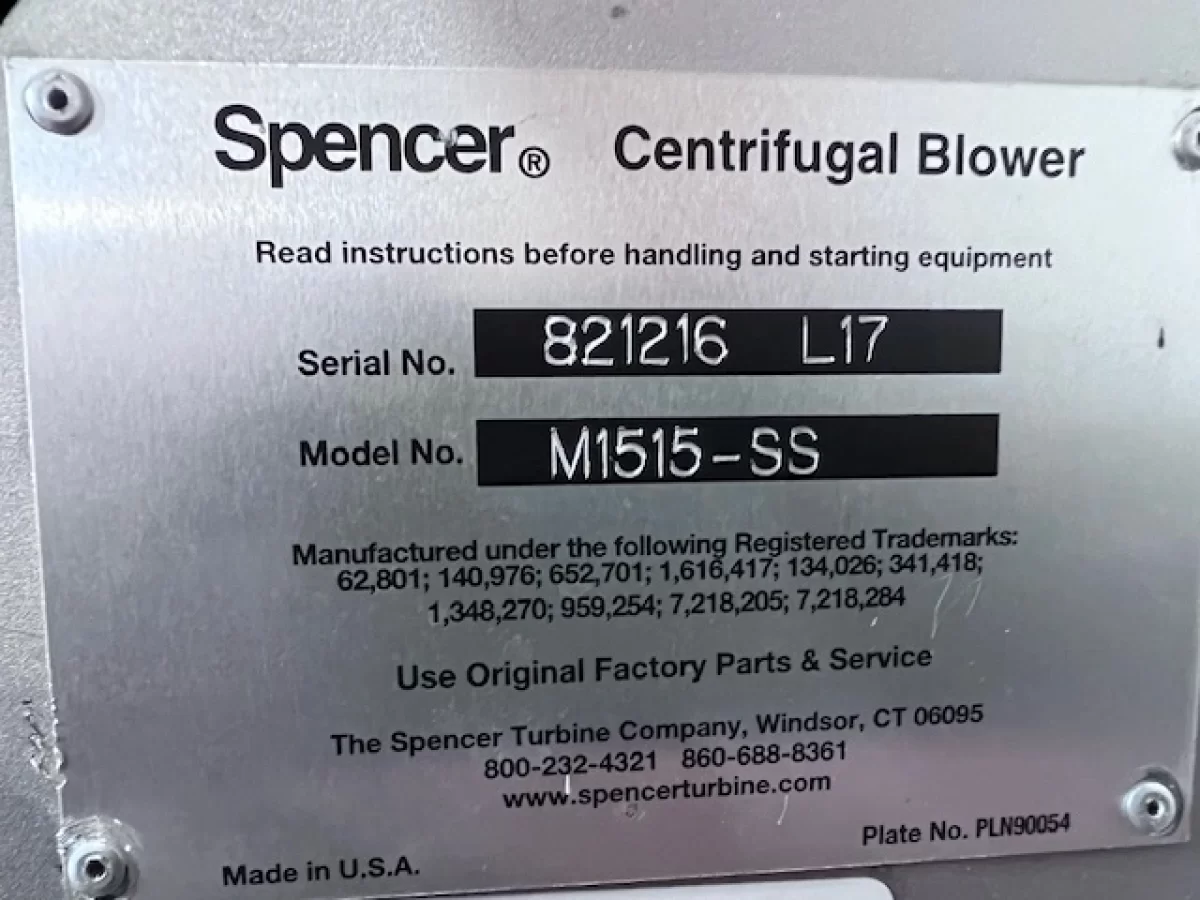 Spencer® Centrifugal Blower
Read instructions before handling and starting equipment
Serial No. 821216 L17
Model No. M1515-SS
Manufactured under the following Registered Trademarks:
62,801; 140,976; 652,701; 1,616,417; 134,026; 341,418;
1,348,270; 959,254; 7,218,205; 7,218,284
Use Original Factory Parts & Service
The Spencer Turbine Company, Windsor, CT 06095
800-232-4321 860-688-8361
www.spencerturbine.com
Plate No. PLN90054
Made in U.S.A.